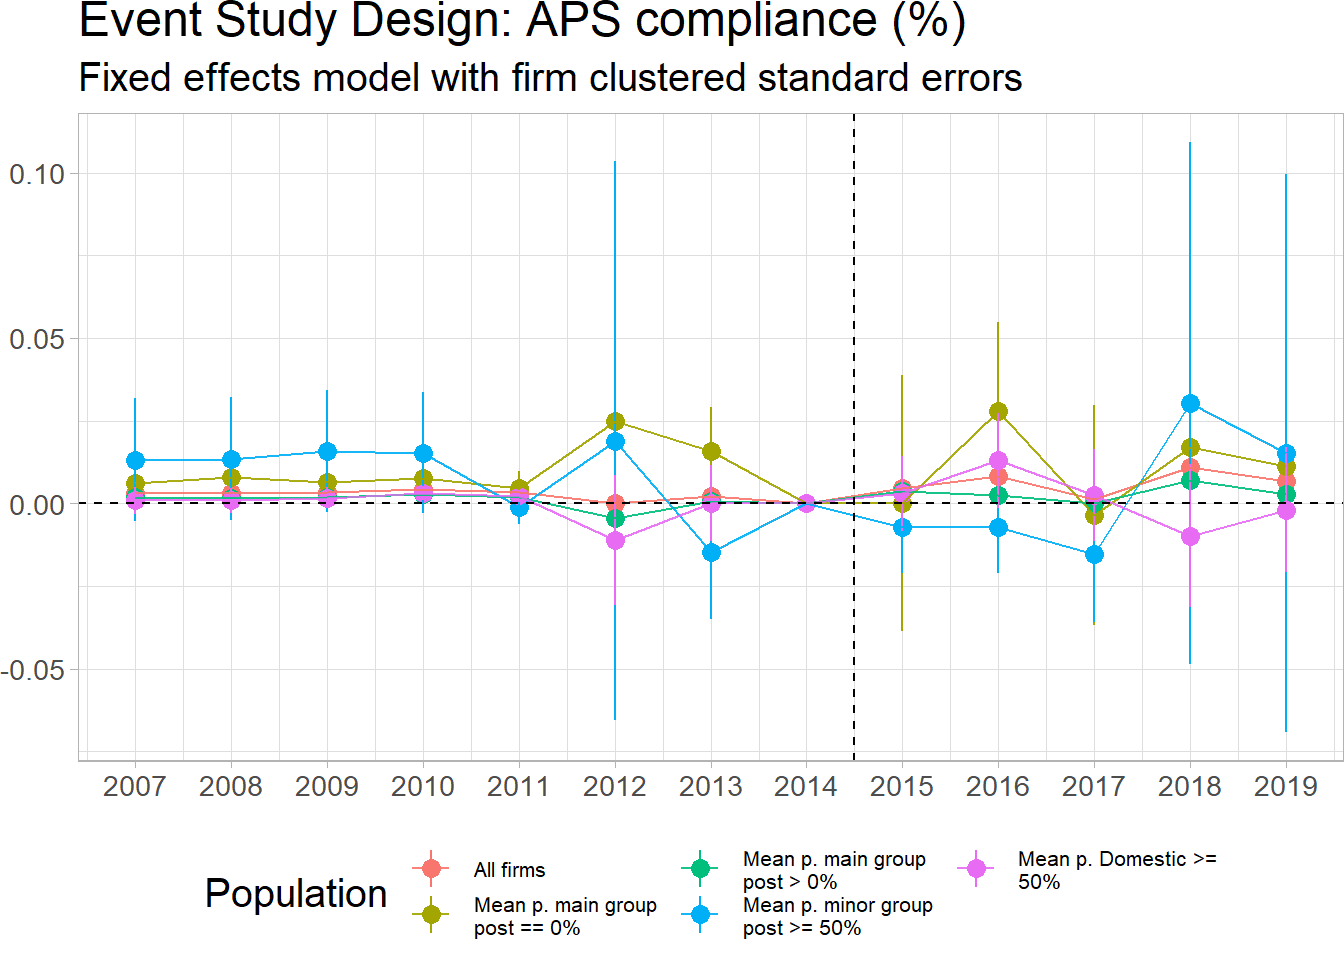 Event Study Design: APS compliance (%)
Fixed effects model with firm clustered standard errors
0.10
0.05
0.00
-0.05
2007 2008 2009 2010 2011 2012 2013 2014 2015 2016 2017 2018 2019
Population
All firms
Mean p. main group
post == 0%
Mean p. main group
post > 0%
Mean p. minor group
post >= 50%
Mean p. Domestic >=
50%